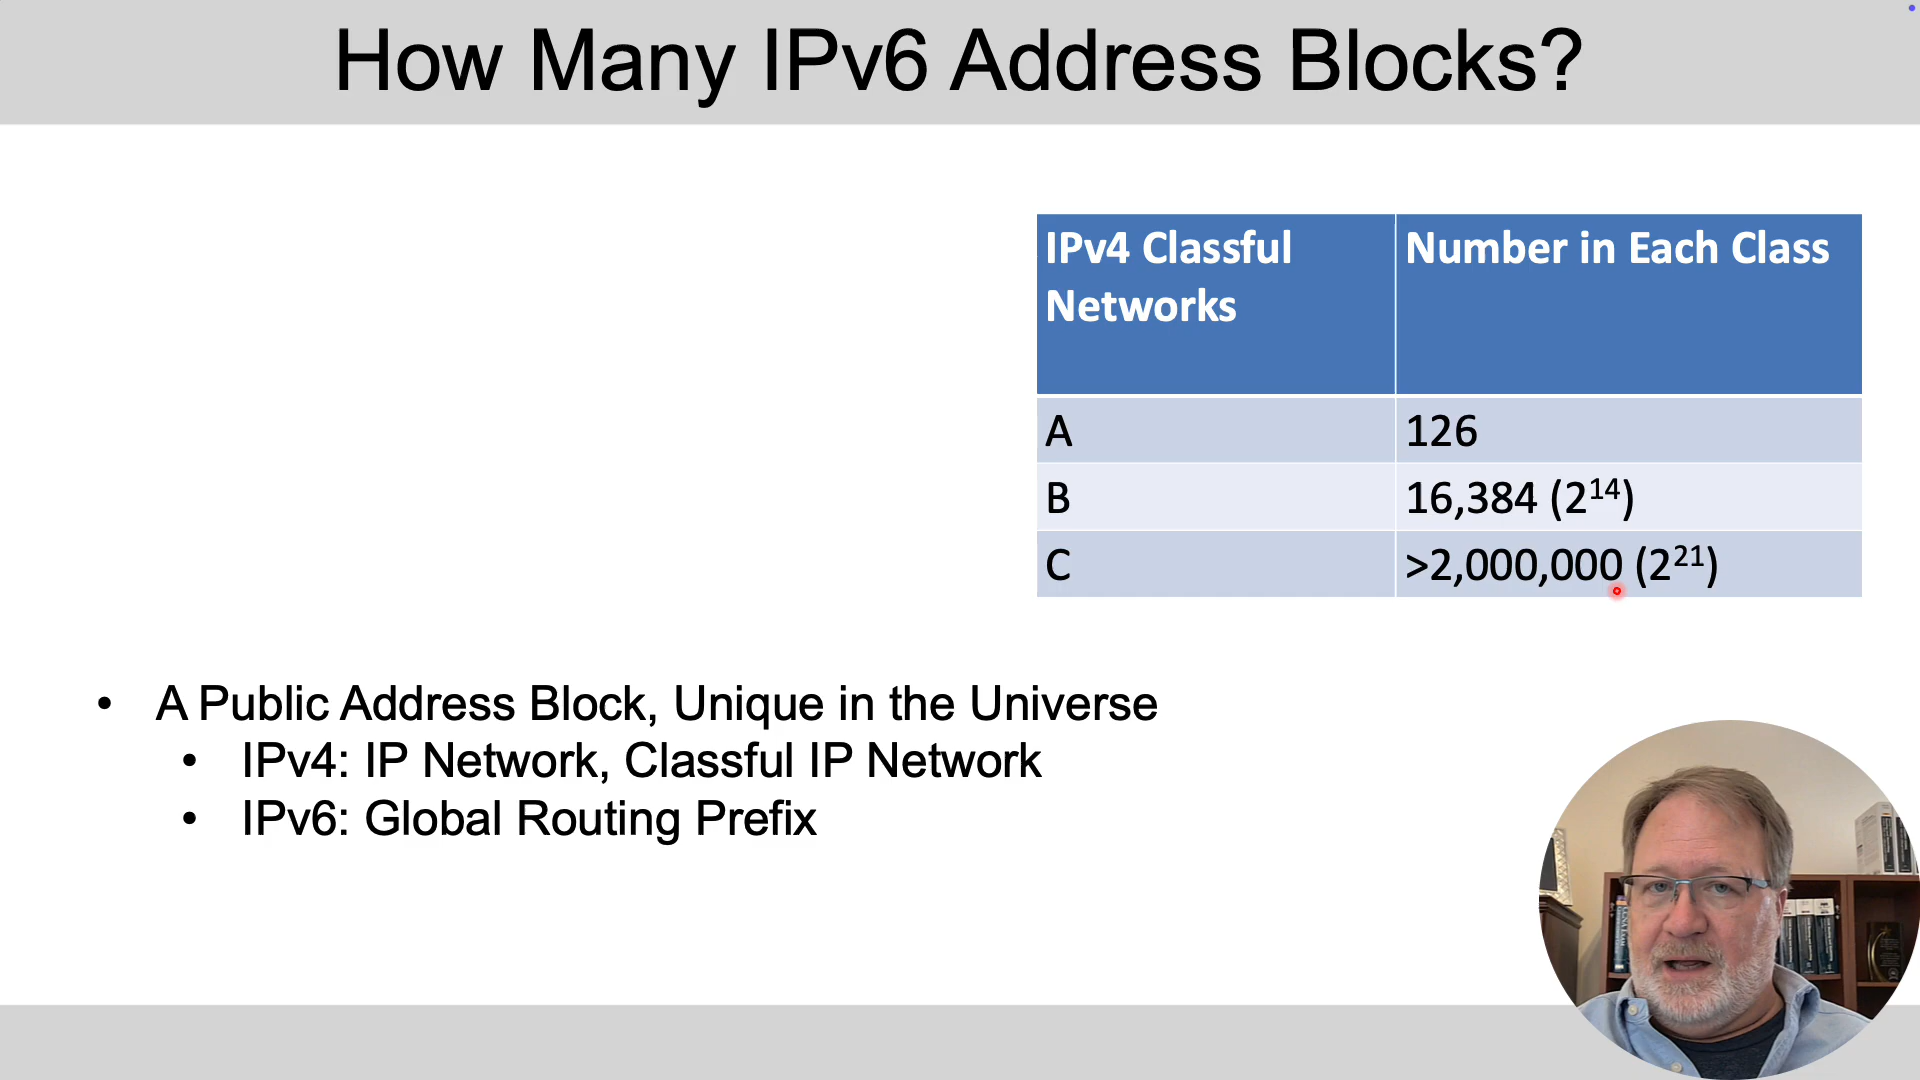 How Many IPv6 Address Blocks?
IPv4 Classful Networks
Number in Each Class
A
126
B
16,384 (2¹⁴)
C
>2,000,000 (2²¹)
• A Public Address Block, Unique in the Universe
• IPv4: IP Network, Classful IP Network
• IPv6: Global Routing Prefix